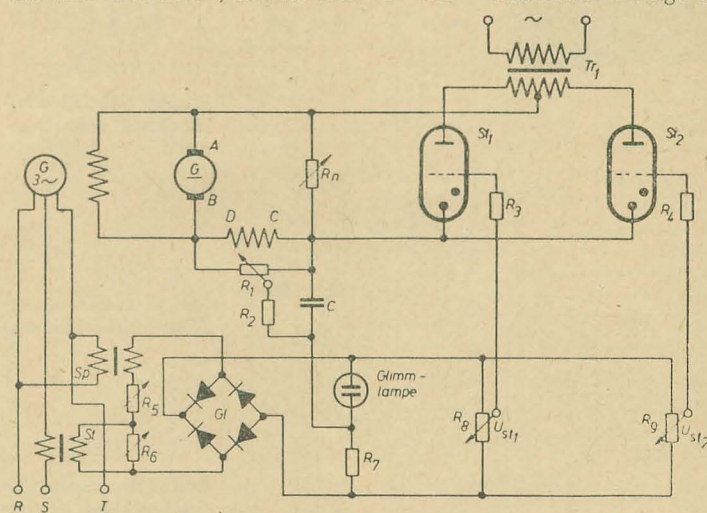 ~
Tr1
A
St1
St2
G
3~
G
Rn
B
R3
R4
D
C
R1
C
R2
Glimm-
lampe
Sp
R5
Gl
R8
Ust1
R9
Ust2
St
R6
R7
R
S
T